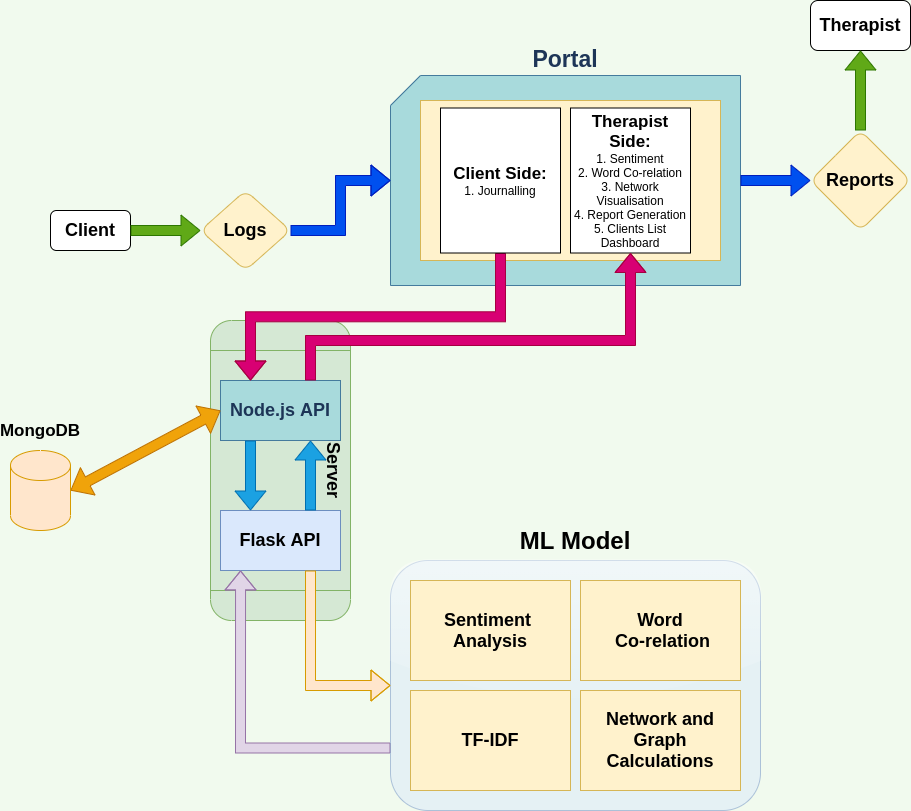 Therapist
Portal
Client Side:
1. Journalling
Therapist
Side:
1. Sentiment
2. Word Co-relation
3. Network
Visualisation
4. Report Generation
5. Clients List
Dashboard
Reports
Client
Logs
Node.js API
MongoDB
Server
Flask API
ML Model
Sentiment
Analysis
Word
Co-relation
TF-IDF
Network and
Graph
Calculations